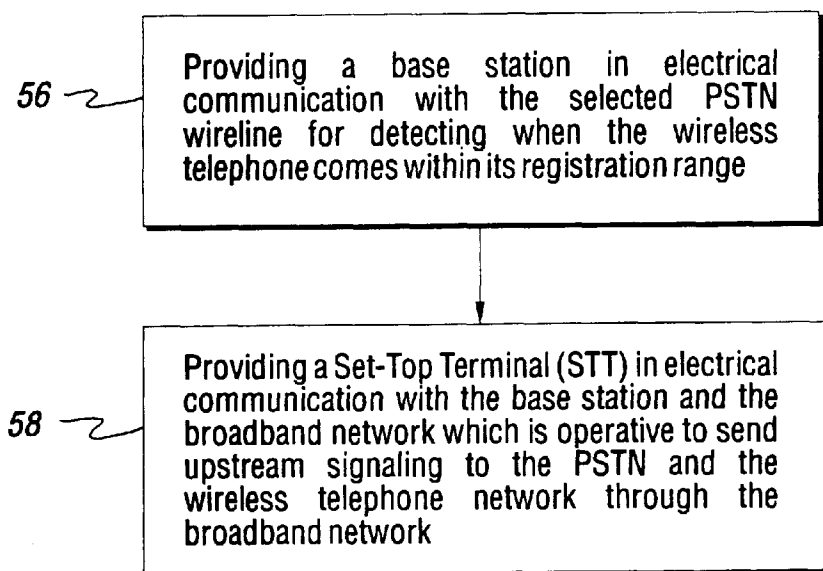 56
Providing a base station in electrical
communication with the selected PSTN
wireline for detecting when the wireless
telephone comes within its registration range
58
Providing a Set-Top Terminal (STT) in electrical
communication with the base station and the
broadband network which is operative to send
upstream signaling to the PSTN and the
wireless telephone network through the
broadband network